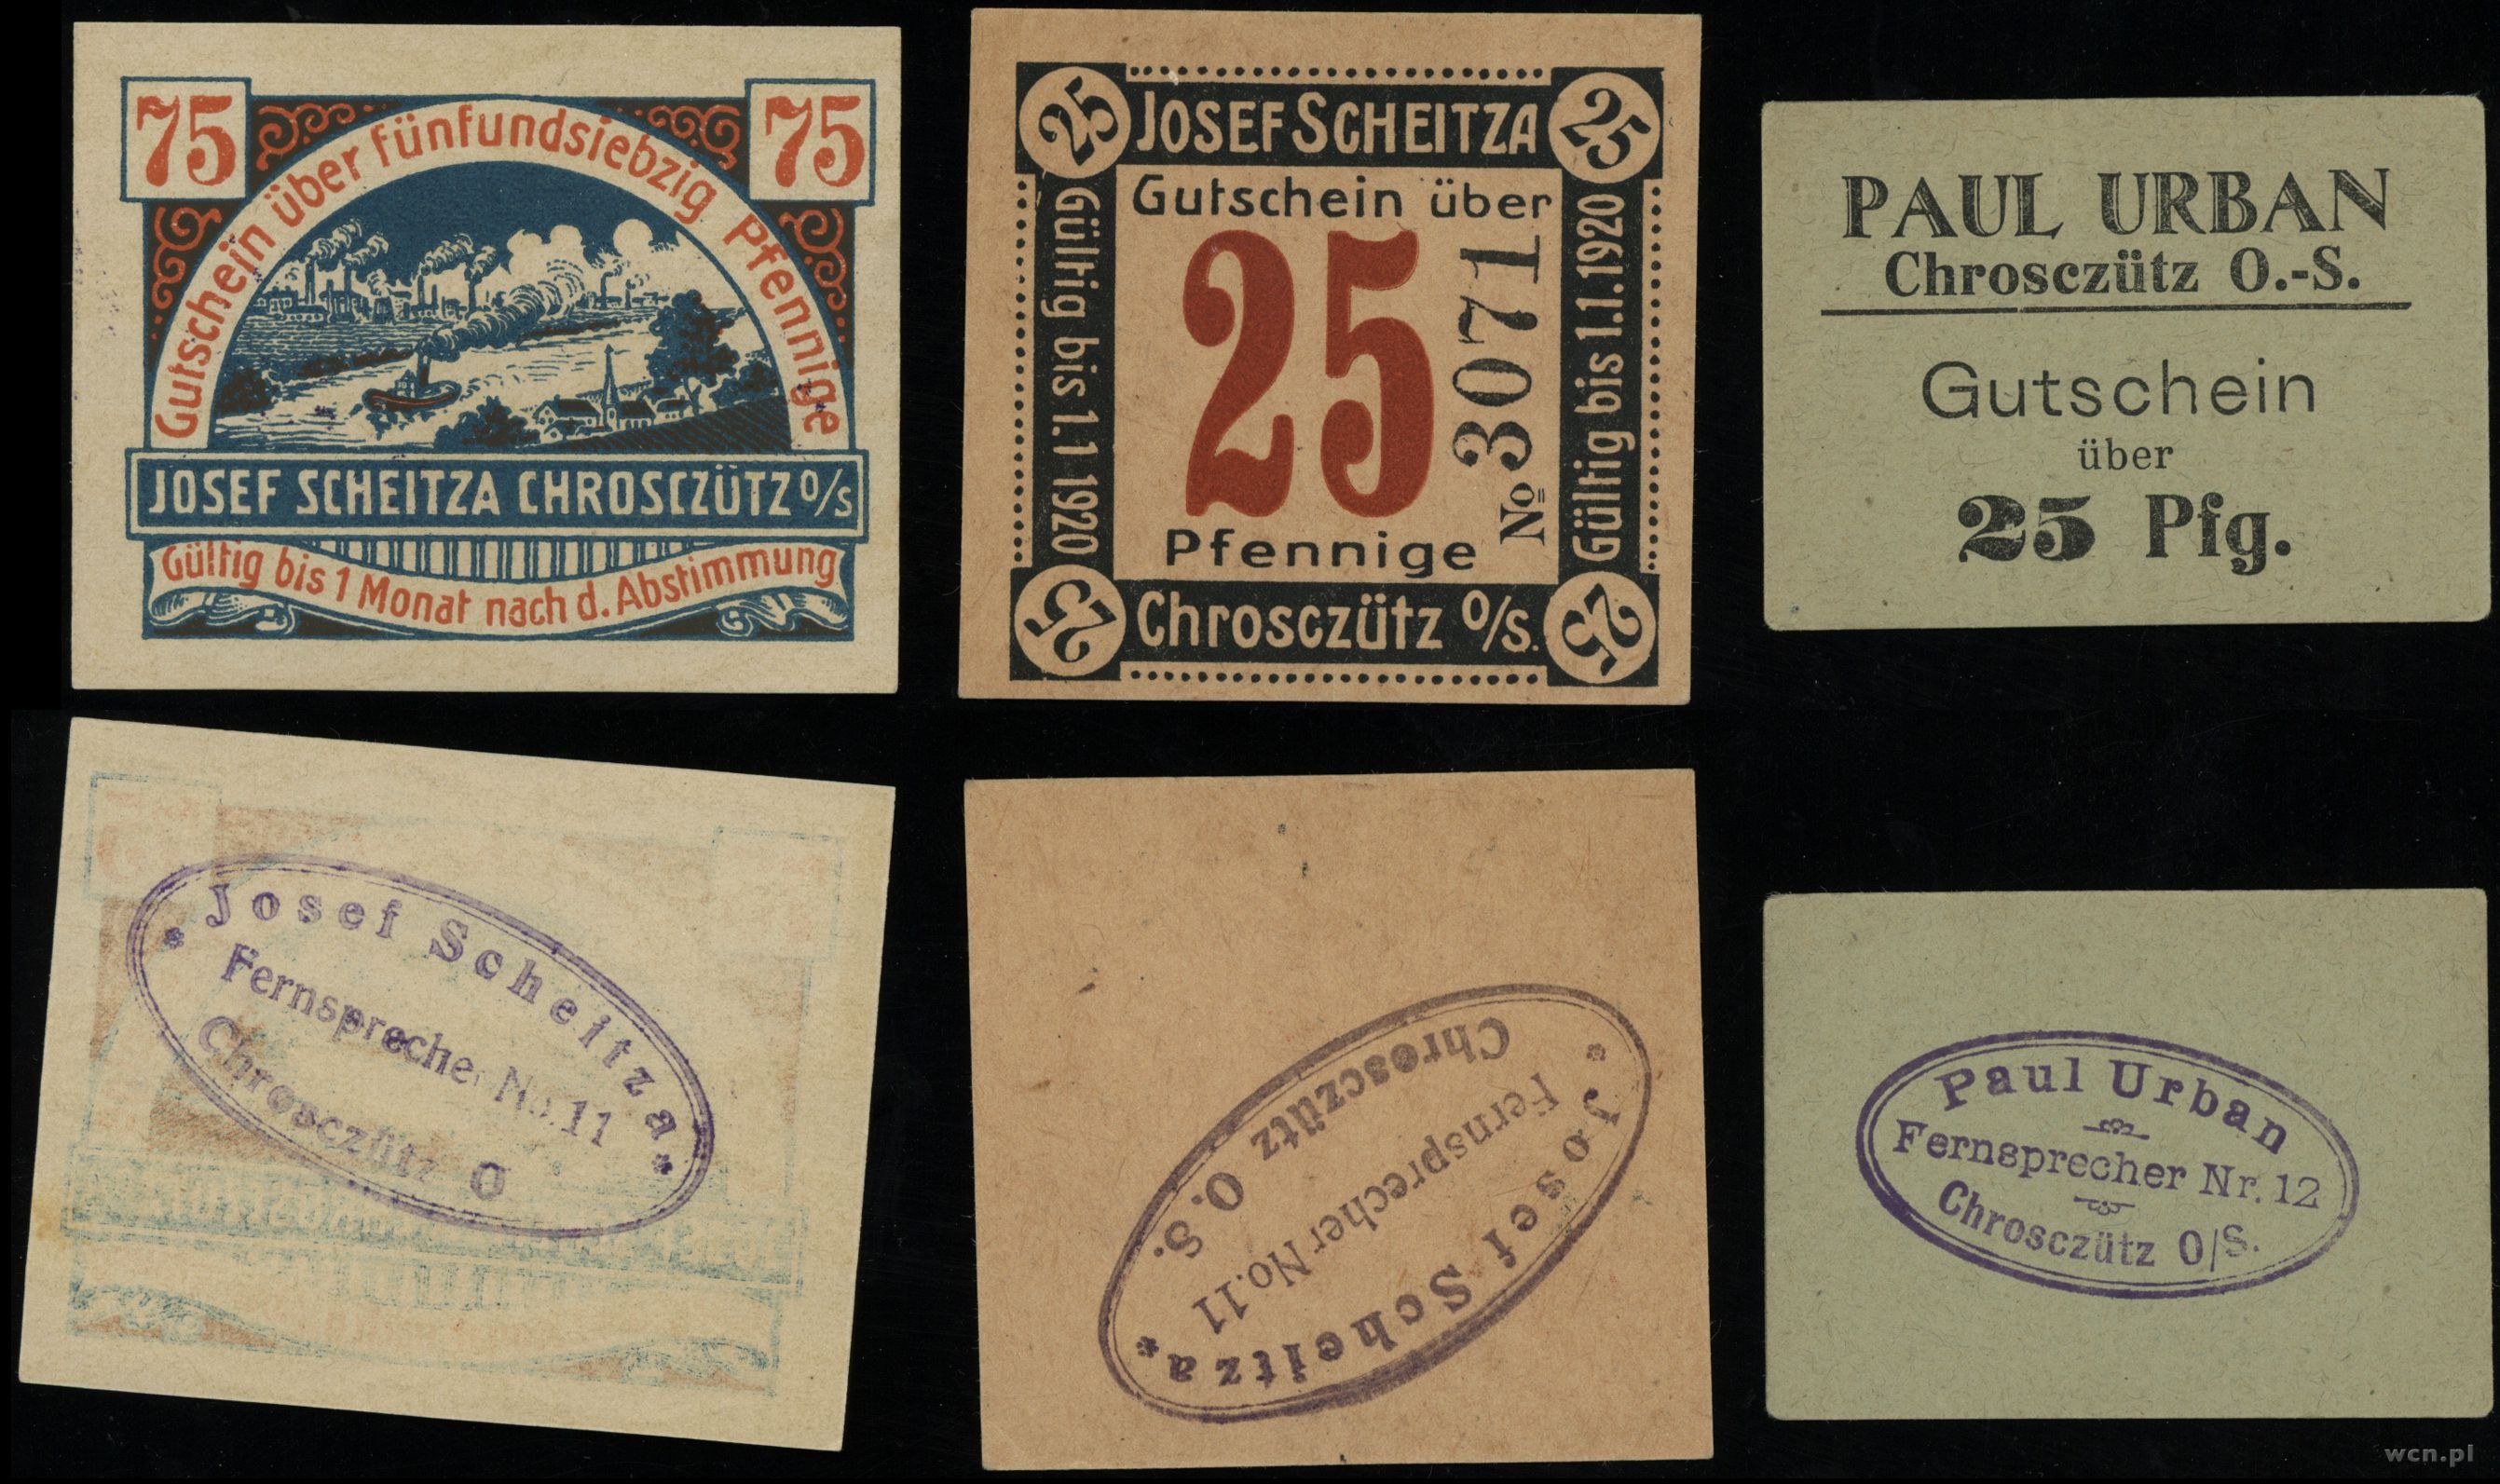 75
75
Gutschein über fünfundsiebzig Pfennige
JOSEF SCHEITZA CHROSCZÜTZ O/S
Gültig bis 1 Monat nach d. Abstimmung
25
JOSEF SCHEITZA
25
Gültig bis 1.1 1920
Gutschein über
25
Pfennige
No 3071
Gültig bis 1.1.1920
25
Chrosczütz O/S.
25
PAUL URBAN
Chrosczütz O.-S.
Gutschein
über
25 Pfg.
Josef Scheitza
Fernspreche No.11
Chrosczütz O
Josef Scheitza
Fernsprecher No.11
Chrosczütz O. S.
Paul Urban
Fernsprecher Nr. 12
Chrosczütz O/S.
wcn.pl